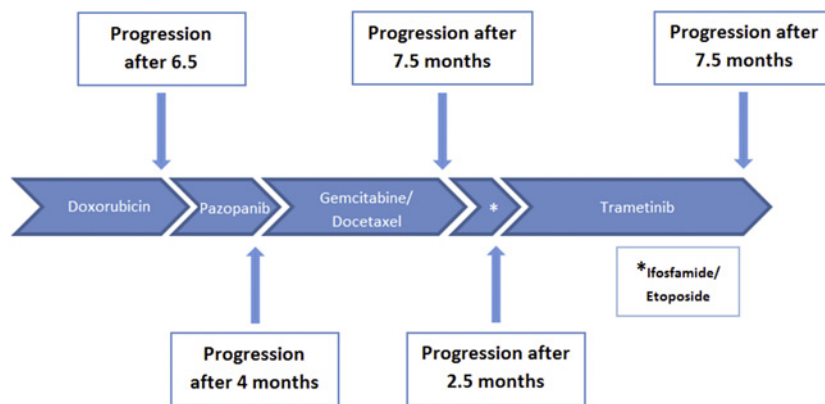 Progression
after 6.5
Progression after
7.5 months
Progression after
7.5 months
Doxorubicin
Pazopanib
Gemcitabine/
Docetaxel
*
Trametinib
*Ifosfamide/
Etoposide
Progression
after 4 months
Progression after
2.5 months